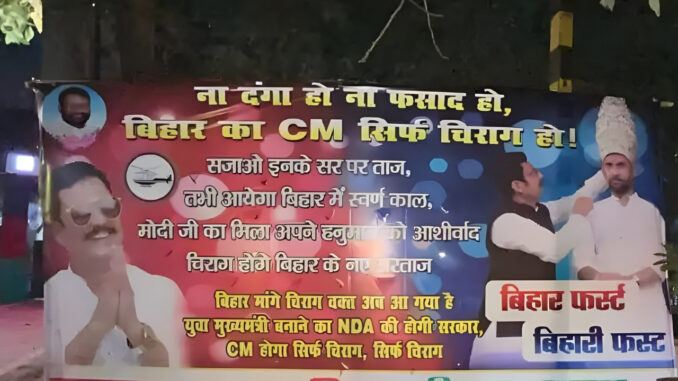 ना दंगा हो ना फसाद हो,
बिहार का CM सिर्फ चिराग हो!
सजाओ इनके सर पर ताज,
तभी आयेगा बिहार में स्वर्ण काल,
मोदी जी का मिला अपने हनुमान को आशीर्वाद
चिराग होंगे बिहार के नए सरताज
बिहार मांगे चिराग वक्त अब आ गया है
युवा मुख्यमंत्री बनाने का NDA की होगी सरकार,
CM होगा सिर्फ चिराग, सिर्फ चिराग
बिहार फर्स्ट
बिहारी फस्ट